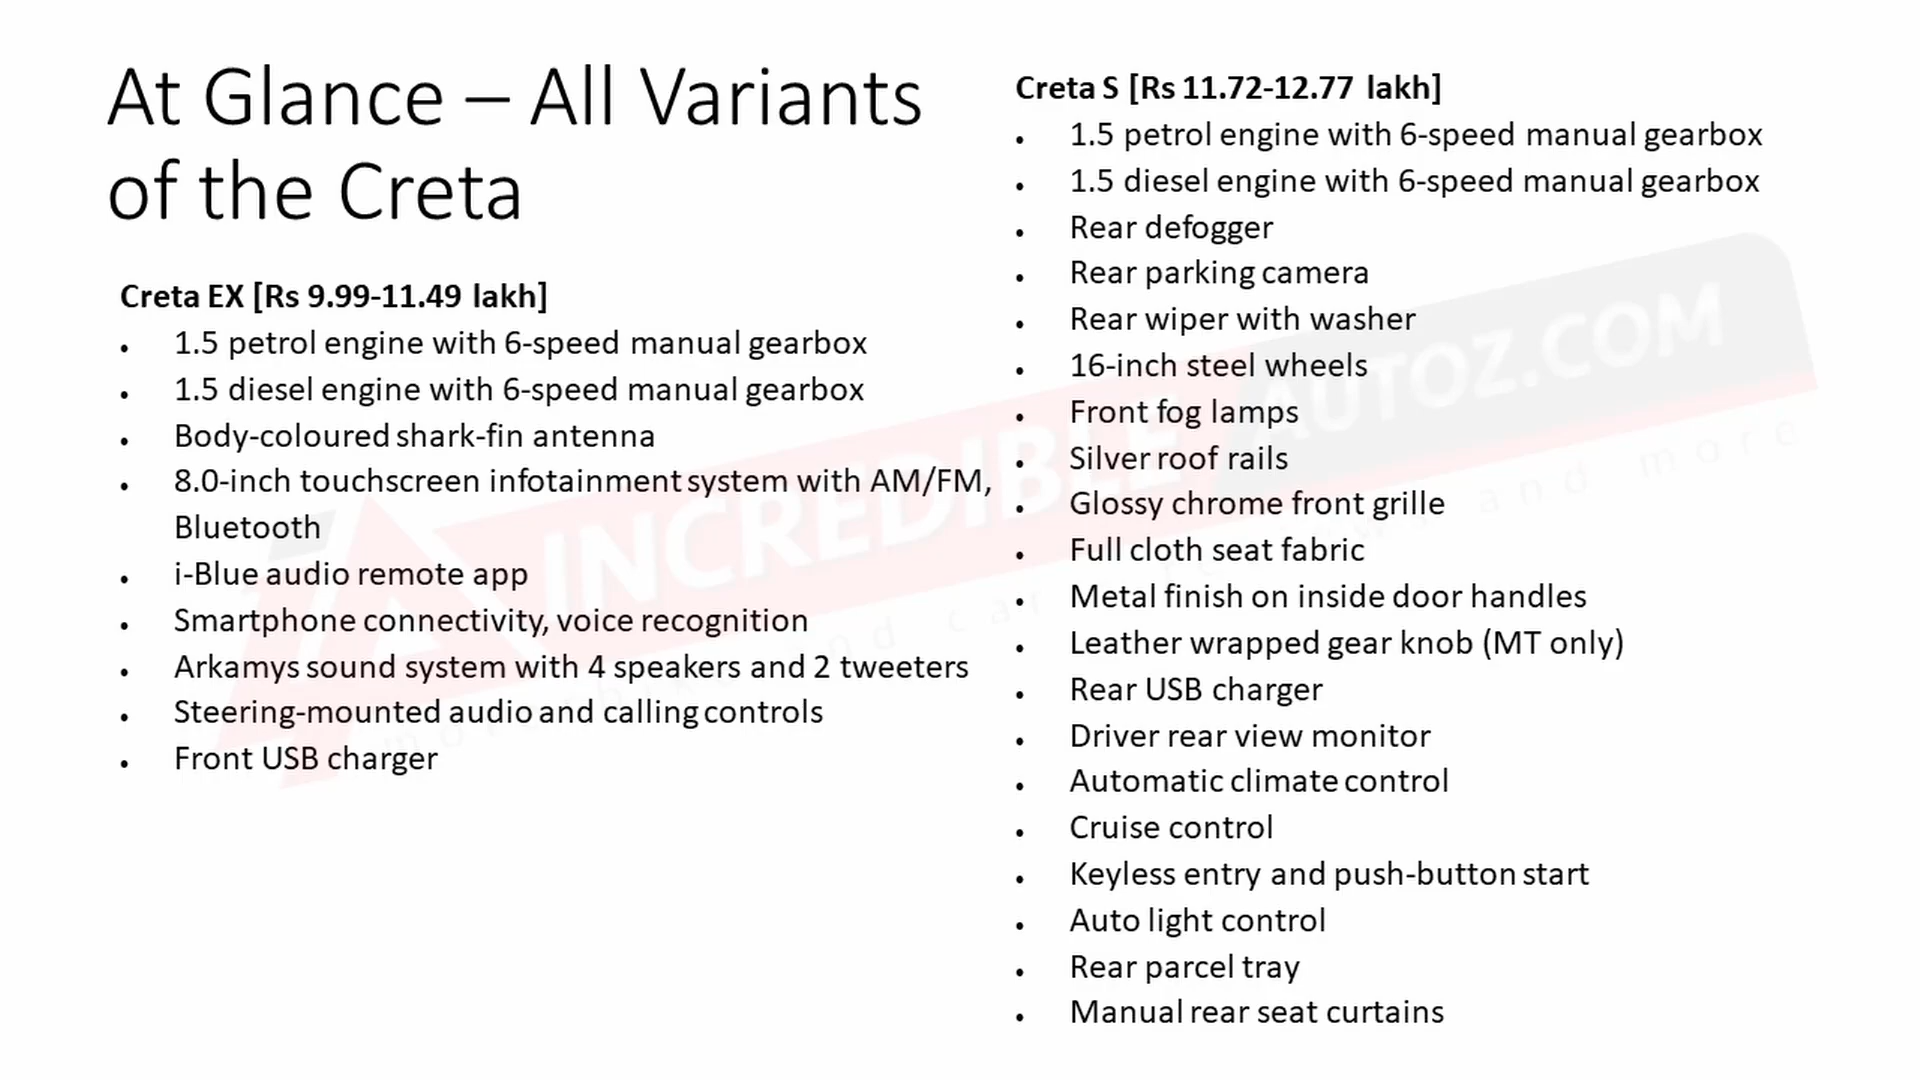 At Glance – All Variants
of the Creta
Creta EX [Rs 9.99-11.49 lakh]
• 1.5 petrol engine with 6-speed manual gearbox
• 1.5 diesel engine with 6-speed manual gearbox
• Body-coloured shark-fin antenna
• 8.0-inch touchscreen infotainment system with AM/FM,
Bluetooth
• i-Blue audio remote app
• Smartphone connectivity, voice recognition
• Arkamys sound system with 4 speakers and 2 tweeters
• Steering-mounted audio and calling controls
• Front USB charger
Creta S [Rs 11.72-12.77 lakh]
• 1.5 petrol engine with 6-speed manual gearbox
• 1.5 diesel engine with 6-speed manual gearbox
• Rear defogger
• Rear parking camera
• Rear wiper with washer
• 16-inch steel wheels
• Front fog lamps
• Silver roof rails
• Glossy chrome front grille
• Full cloth seat fabric
• Metal finish on inside door handles
• Leather wrapped gear knob (MT only)
• Rear USB charger
• Driver rear view monitor
• Automatic climate control
• Cruise control
• Keyless entry and push-button start
• Auto light control
• Rear parcel tray
• Manual rear seat curtains
INCREDIBLE AUTOZ.COM
and more